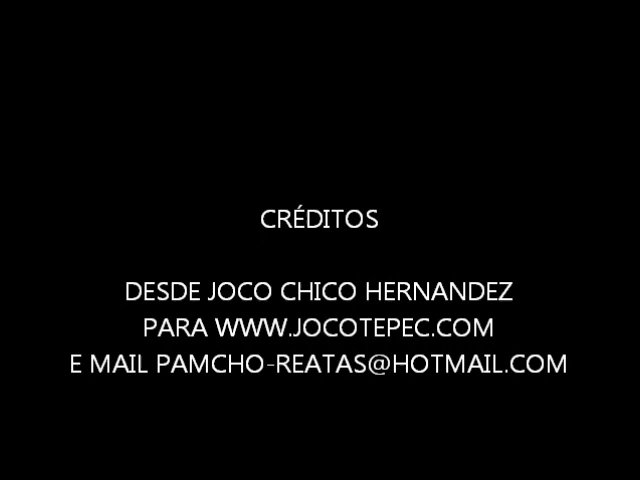 CRÉDITOS
DESDE JOCO CHICO HERNANDEZ
PARA WWW.JOCOTEPEC.COM
E MAIL PAMCHO-REATAS@HOTMAIL.COM